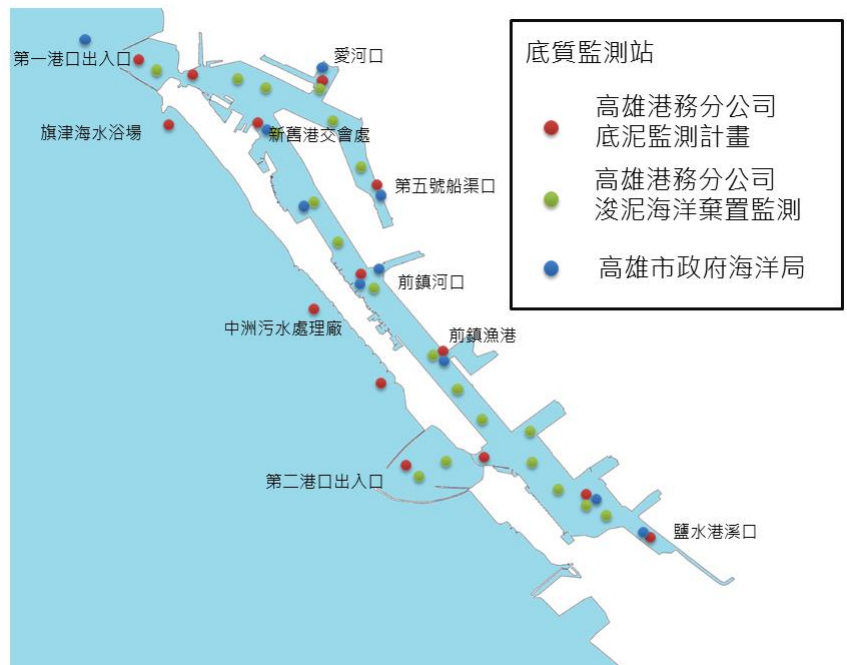 底質監測站
高雄港務分公司
底泥監測計畫
高雄港務分公司
浚泥海洋棄置監測
高雄市政府海洋局
第一港口出入口
愛河口
旗津海水浴場
新舊港交會處
第五號船渠口
前鎮河口
中洲污水處理廠
前鎮漁港
第二港口出入口
鹽水港溪口